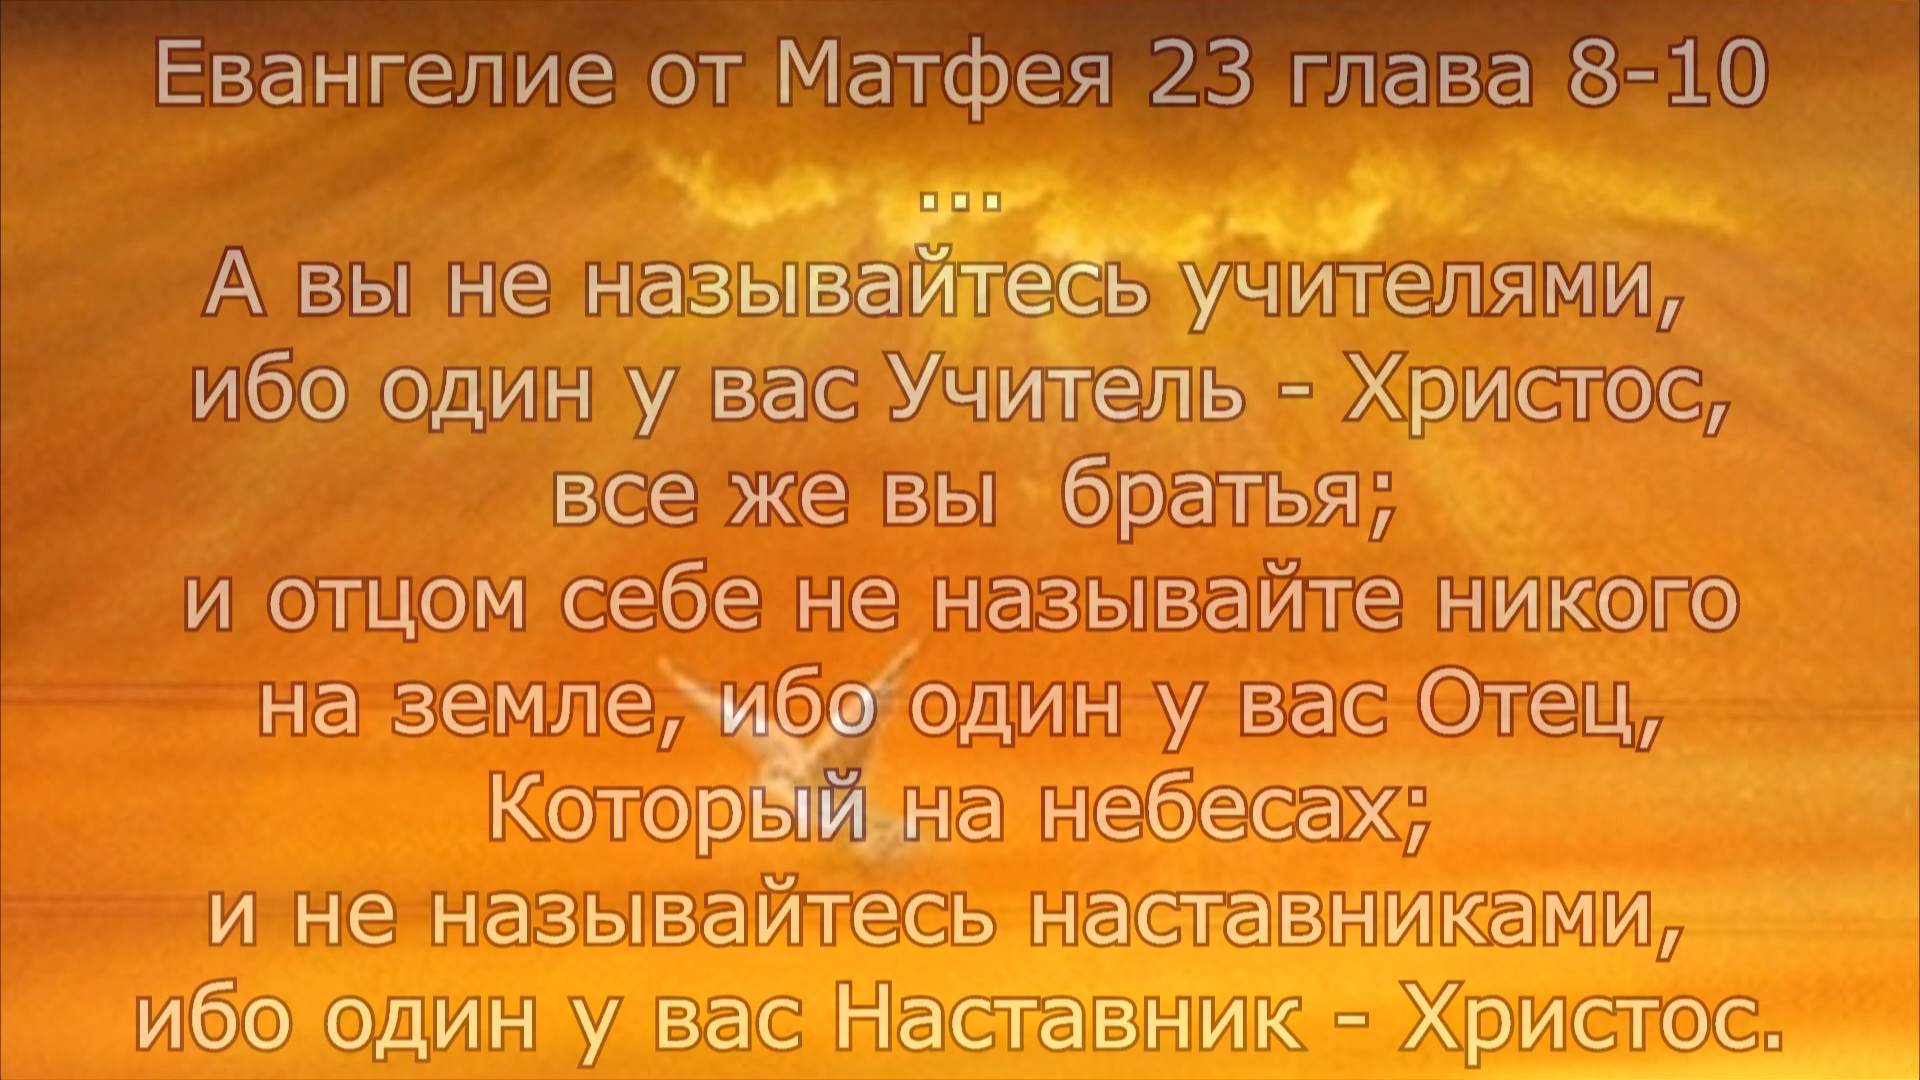 Евангелие от Матфея 23 глава 8-10
...
А вы не называйтесь учителями,
ибо один у вас Учитель - Христос,
все же вы  братья;
и отцом себе не называйте никого
на земле, ибо один у вас Отец,
Который на небесах;
и не называйтесь наставниками,
ибо один у вас Наставник - Христос.